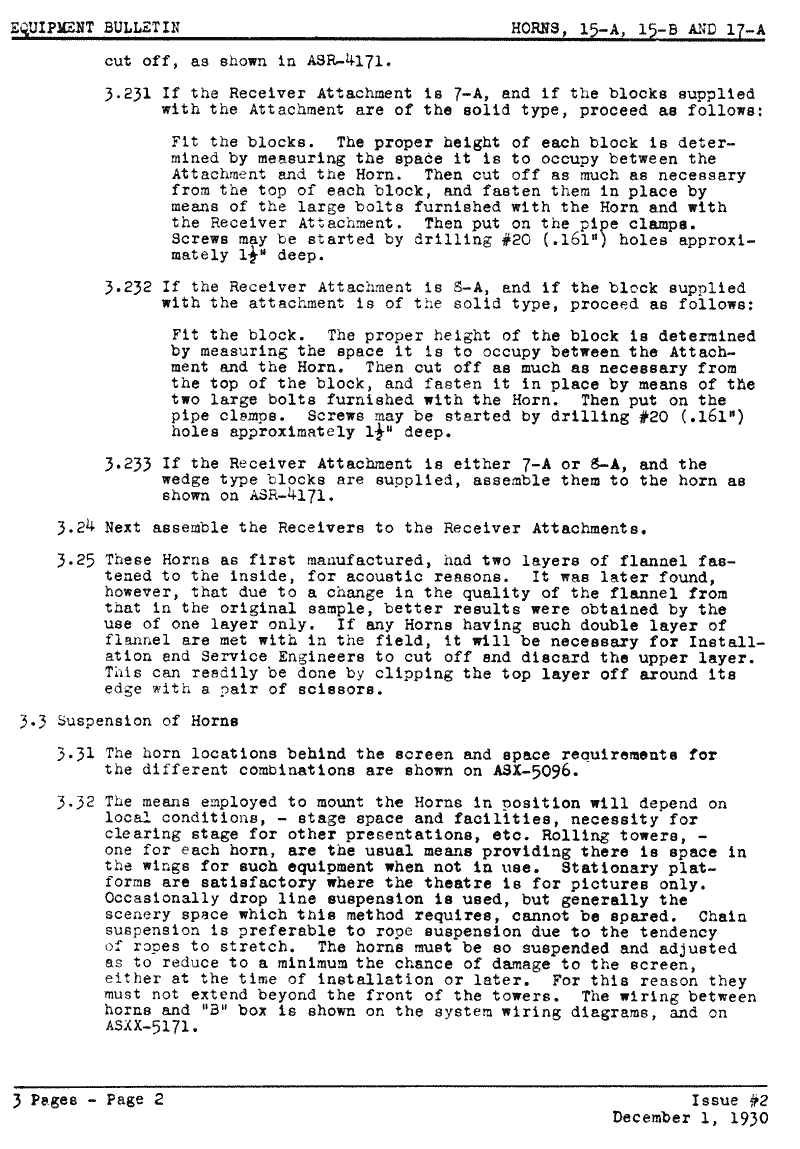 EQUIPMENT BULLETIN HORNS, 15-A, 15-B AND 17-A
cut off, as shown in ASR-4171.
3.231 If the Receiver Attachment is 7-A, and if the blocks supplied
with the Attachment are of the solid type, proceed as follows:
Fit the blocks. The proper height of each block is deter-
mined by measuring the space it is to occupy between the
Attachment and the Horn. Then cut off as much as necessary
from the top of each block, and fasten them in place by
means of the large bolts furnished with the Horn and with
the Receiver Attachment. Then put on the pipe clamps.
Screws may be started by drilling #20 (.161") holes approxi-
mately 1½" deep.
3.232 If the Receiver Attachment is 8-A, and if the block supplied
with the attachment is of the solid type, proceed as follows:
Fit the block. The proper height of the block is determined
by measuring the space it is to occupy between the Attach-
ment and the Horn. Then cut off as much as necessary from
the top of the block, and fasten it in place by means of the
two large bolts furnished with the Horn. Then put on the
pipe clamps. Screws may be started by drilling #20 (.161")
holes approximately 1½" deep.
3.233 If the Receiver Attachment is either 7-A or 8-A, and the
wedge type blocks are supplied, assemble them to the horn as
shown on ASR-4171.
3.24 Next assemble the Receivers to the Receiver Attachments.
3.25 These Horns as first manufactured, had two layers of flannel fas-
tened to the inside, for acoustic reasons. It was later found,
however, that due to a change in the quality of the flannel from
that in the original sample, better results were obtained by the
use of one layer only. If any Horns having such double layer of
flannel are met with in the field, it will be necessary for Install-
ation and Service Engineers to cut off and discard the upper layer.
This can readily be done by clipping the top layer off around its
edge with a pair of scissors.
3.3 Suspension of Horns
3.31 The horn locations behind the screen and space requirements for
the different combinations are shown on ASX-5096.
3.32 The means employed to mount the Horns in position will depend on
local conditions, - stage space and facilities, necessity for
clearing stage for other presentations, etc. Rolling towers, -
one for each horn, are the usual means providing there is space in
the wings for such equipment when not in use. Stationary plat-
forms are satisfactory where the theatre is for pictures only.
Occasionally drop line suspension is used, but generally the
scenery space which this method requires, cannot be spared. Chain
suspension is preferable to rope suspension due to the tendency
of ropes to stretch. The horns must be so suspended and adjusted
as to reduce to a minimum the chance of damage to the screen,
either at the time of installation or later. For this reason they
must not extend beyond the front of the towers. The wiring between
horns and "B" box is shown on the system wiring diagrams, and on
ASXX-5171.
3 Pages - Page 2 Issue #2
December 1, 1930